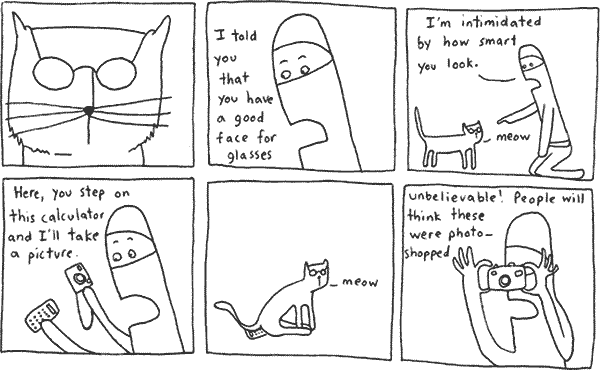 I told
you
that
you have
a good
face for
glasses
I'm intimidated
by how smart
you look.
meow
Here, you step on
this calculator
and I'll take
a picture.
meow
unbelievable! People will
think these
were photo-
shopped